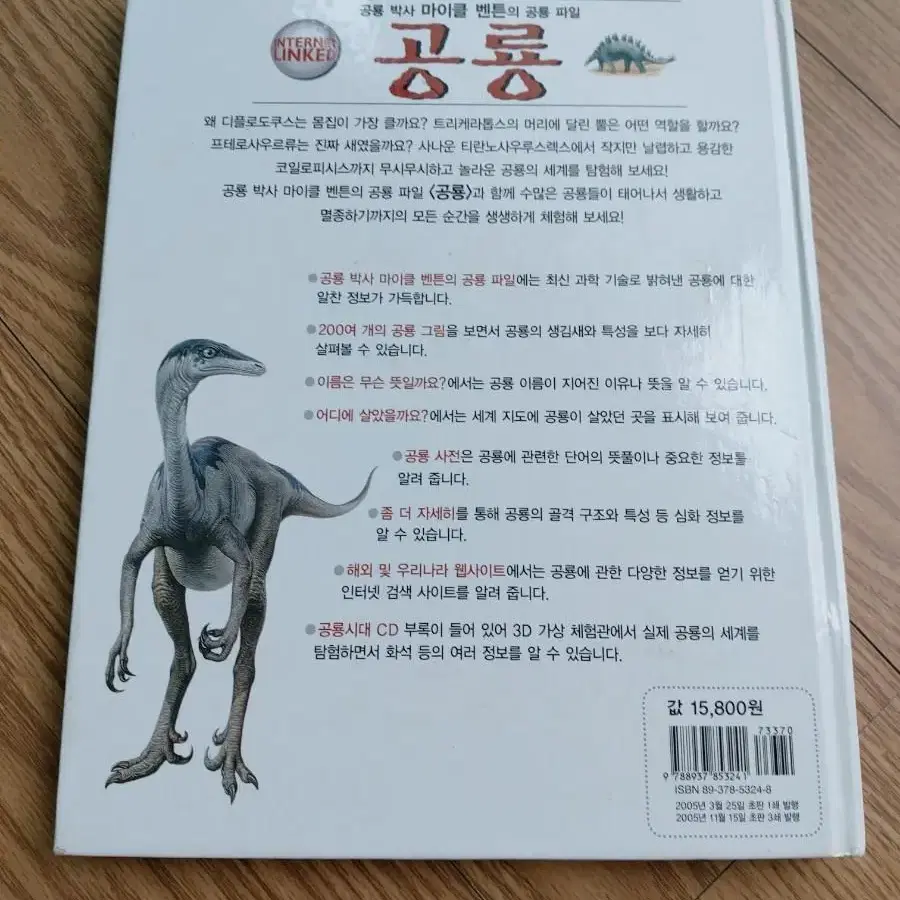 공룡 박사 마이클 벤튼의 공룡 파일
INTERNET
LINKED
공룡
왜 디플로도쿠스는 몸집이 가장 클까요? 트리케라톱스의 머리에 달린 뿔은 어떤 역할을 할까요?
프테로사우르류는 진짜 새였을까요? 사나운 티란노사우루스렉스에서 작지만 날렵하고 용감한
코일로피시스까지 무시무시하고 놀라운 공룡의 세계를 탐험해 보세요!
공룡 박사 마이클 벤튼의 공룡 파일 〈공룡〉과 함께 수많은 공룡들이 태어나서 생활하고
멸종하기까지의 모든 순간을 생생하게 체험해 보세요!
●공룡 박사 마이클 벤튼의 공룡 파일에는 최신 과학 기술로 밝혀낸 공룡에 대한
알찬 정보가 가득합니다.
●200여 개의 공룡 그림을 보면서 공룡의 생김새와 특성을 보다 자세히
살펴볼 수 있습니다.
●이름은 무슨 뜻일까요?에서는 공룡 이름이 지어진 이유나 뜻을 알 수 있습니다.
●어디에 살았을까요?에서는 세계 지도에 공룡이 살았던 곳을 표시해 보여 줍니다.
●공룡 사전은 공룡에 관련한 단어의 뜻풀이나 중요한 정보들
알려 줍니다.
●좀 더 자세히를 통해 공룡의 골격 구조와 특성 등 심화 정보를
알 수 있습니다.
●해외 및 우리나라 웹사이트에서는 공룡에 관한 다양한 정보를 얻기 위한
인터넷 검색 사이트를 알려 줍니다.
●공룡시대 CD 부록이 들어 있어 3D 가상 체험관에서 실제 공룡의 세계를
탐험하면서 화석 등의 여러 정보를 알 수 있습니다.
값 15,800원
73370
9 788937 853241
ISBN 89-378-5324-8
2005년 3월 25일 초판 1쇄 발행
2005년 11월 15일 초판 3쇄 발행